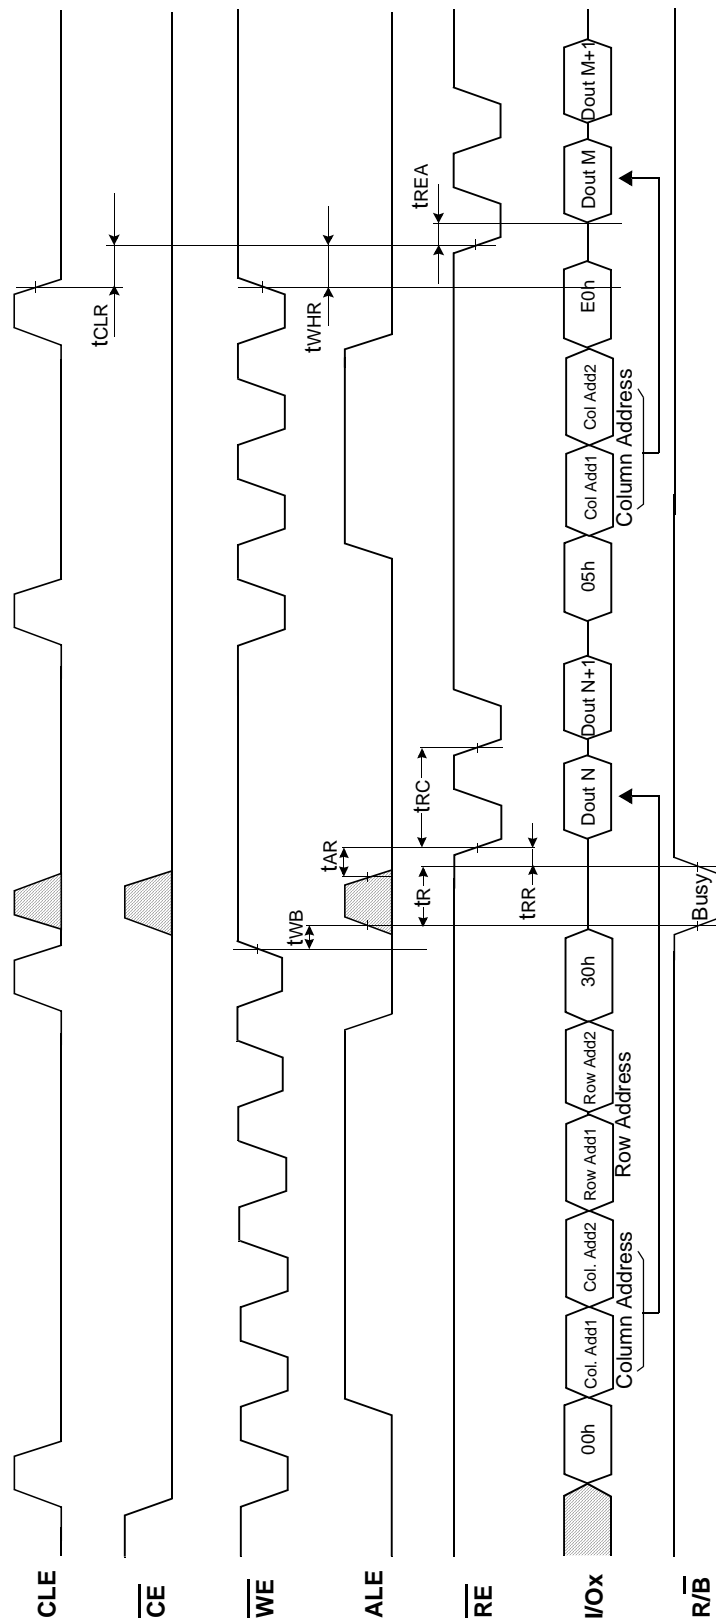 CLE
tCLR
CE
WE
tWB
tWHR
ALE
tAR
tR
RE
tRC
tREA
tRR
I/Ox
00h
Col. Add1
Col. Add2
Row Add1
Row Add2
30h
Dout N
Dout N+1
05h
Col Add1
Col Add2
E0h
Dout M
Dout M+1
Column Address
Row Address
Column Address
R/B
Busy